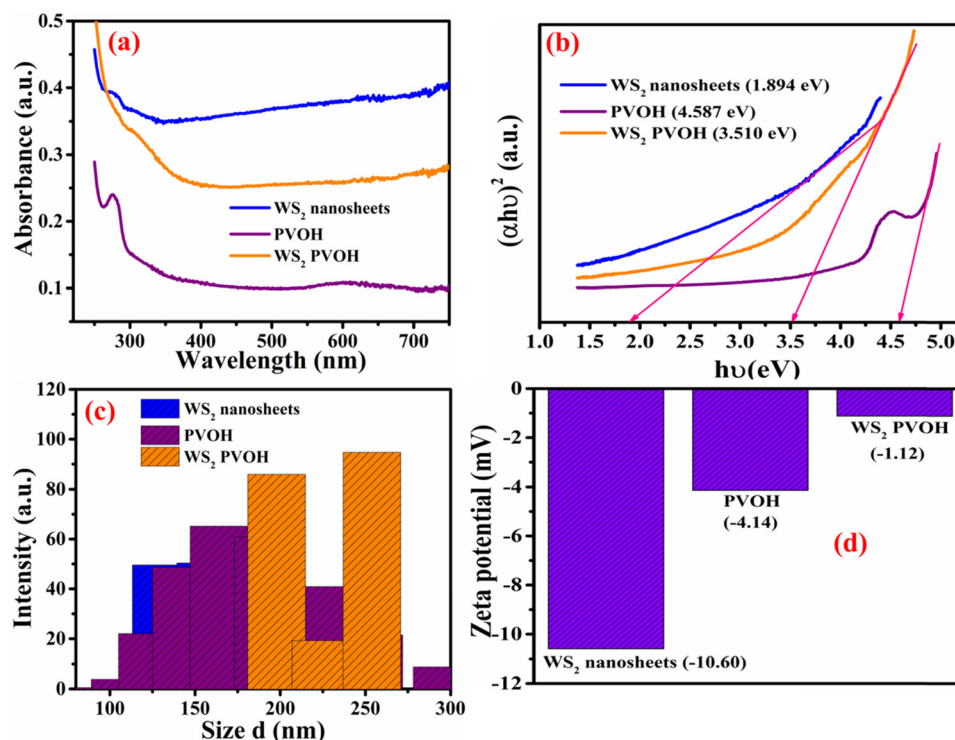 (a)
0.5
0.4
0.3
0.2
0.1
Absorbance (a.u.)
WS₂ nanosheets
PVOH
WS₂ PVOH
300 400 500 600 700
Wavelength (nm)
(b)
WS₂ nanosheets (1.894 eV)
PVOH (4.587 eV)
WS₂ PVOH (3.510 eV)
(αhυ)² (a.u.)
1.0 1.5 2.0 2.5 3.0 3.5 4.0 4.5 5.0
hυ(eV)
(c)
120
100
80
60
40
20
0
Intensity (a.u.)
WS₂ nanosheets
PVOH
WS₂ PVOH
100 150 200 250 300
Size d (nm)
0
-2
-4
-6
-8
-10
-12
Zeta potential (mV)
WS₂ PVOH
(-1.12)
PVOH
(-4.14)
(d)
WS₂ nanosheets (-10.60)